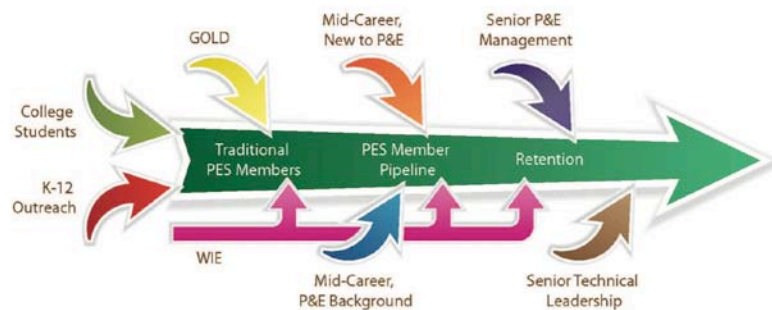 Mid-Career,
New to P&E
Senior P&E
Management
GOLD
College
Students
Traditional
PES Members
PES Member
Pipeline
Retention
K-12
Outreach
WIE
Mid-Career,
P&E Background
Senior Technical
Leadership